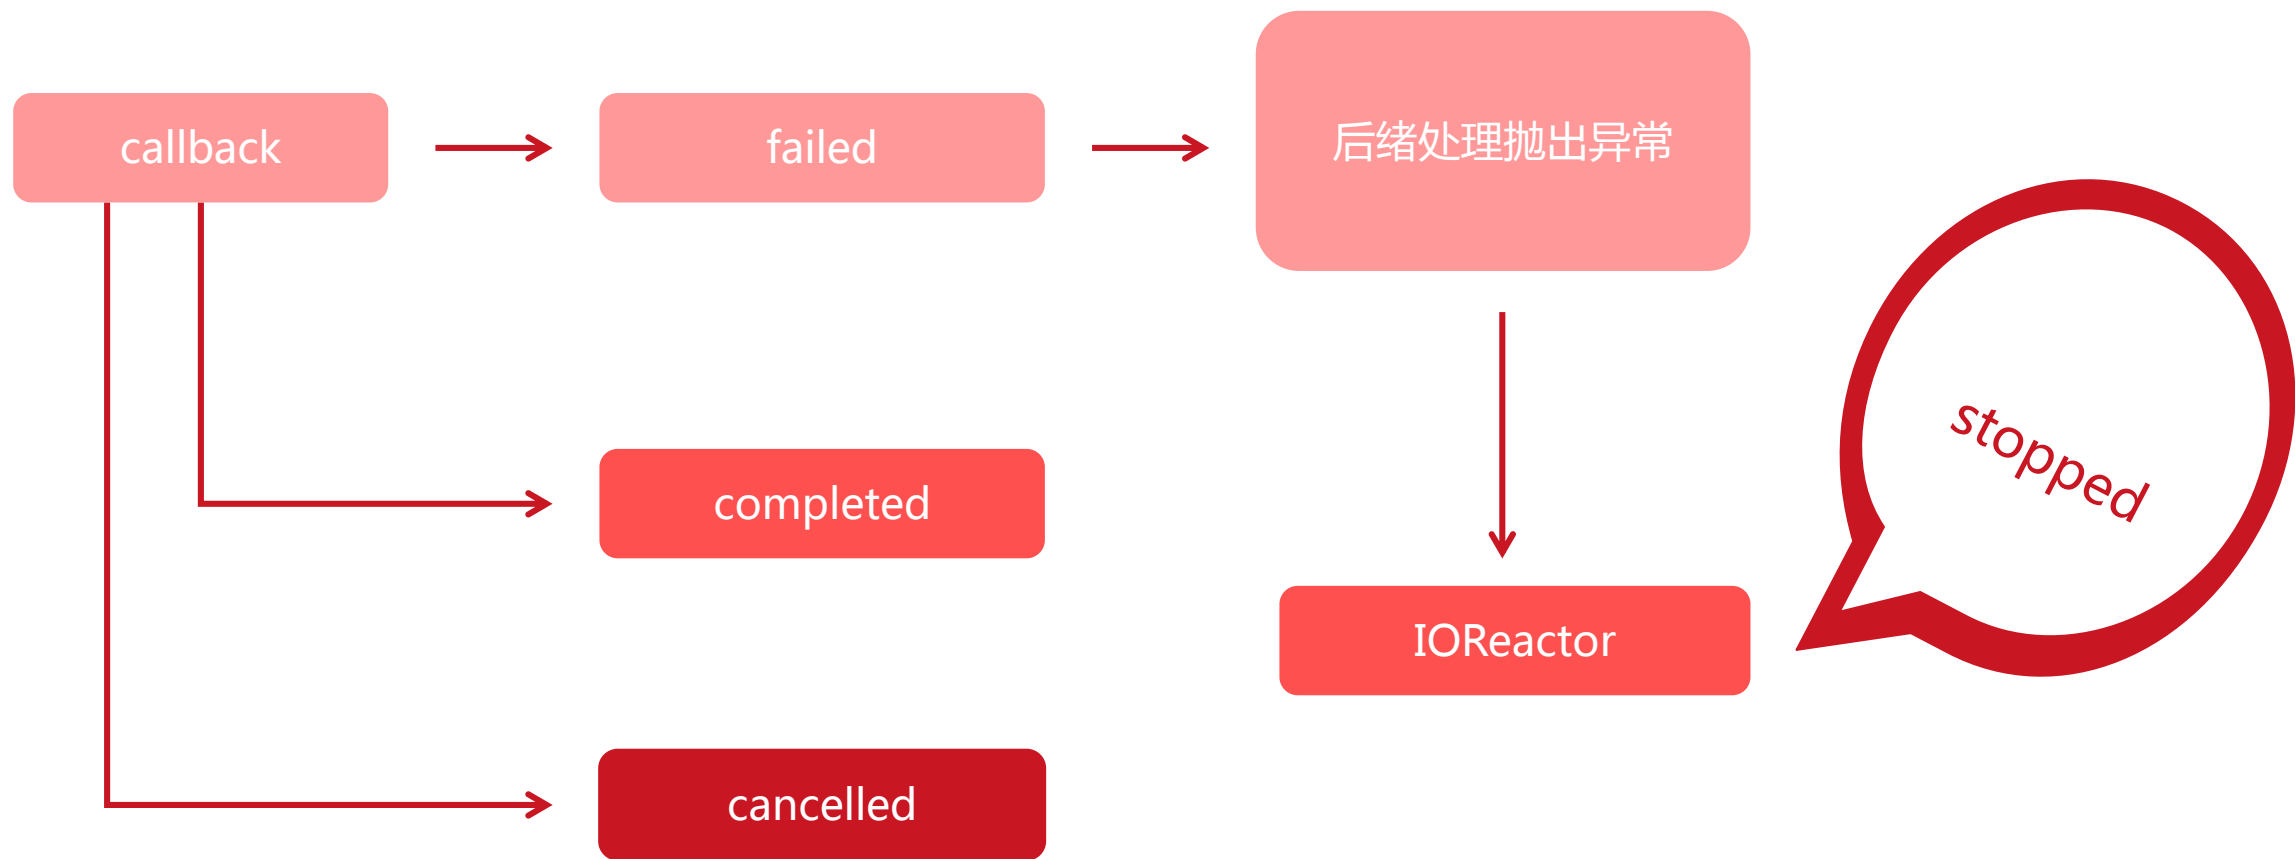 callback
failed
后绪处理抛出异常
completed
stopped
IOReactor
cancelled